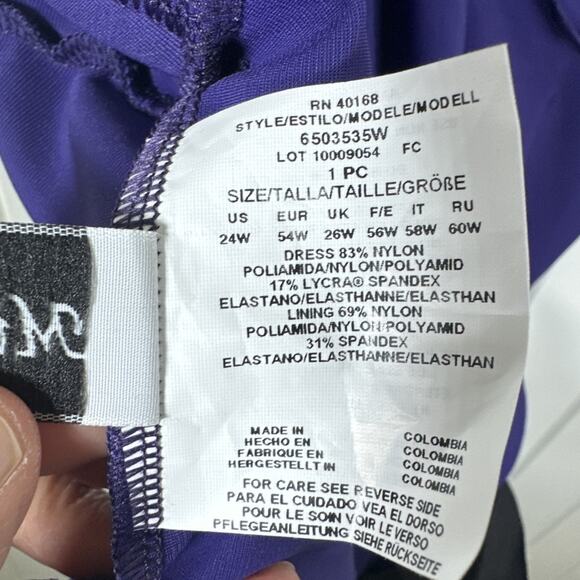 RN 40168
STYLE/ESTILO/MODELE/MODELL
6503535W
LOT 10009054 FC
1 PC
SIZE/TALLA/TAILLE/GRÖßE
US EUR UK F/E IT RU
24W 54W 26W 56W 58W 60W
DRESS 83% NYLON
POLIAMIDA/NYLON/POLYAMID
17% LYCRA® SPANDEX
ELASTANO/ELASTHANNE/ELASTHAN
LINING 69% NYLON
POLIAMIDA/NYLON/POLYAMID
31% SPANDEX
ELASTANO/ELASTHANNE/ELASTHAN
MADE IN COLOMBIA
HECHO EN COLOMBIA
FABRIQUE EN COLOMBIA
HERGESTELLT IN COLOMBIA
FOR CARE SEE REVERSE SIDE
PARA EL CUIDADO VEA EL DORSO
POUR LE SOIN VOIR LE VERSO
PFLEGEANLEITUNG SIEHE RÜCKSEITE